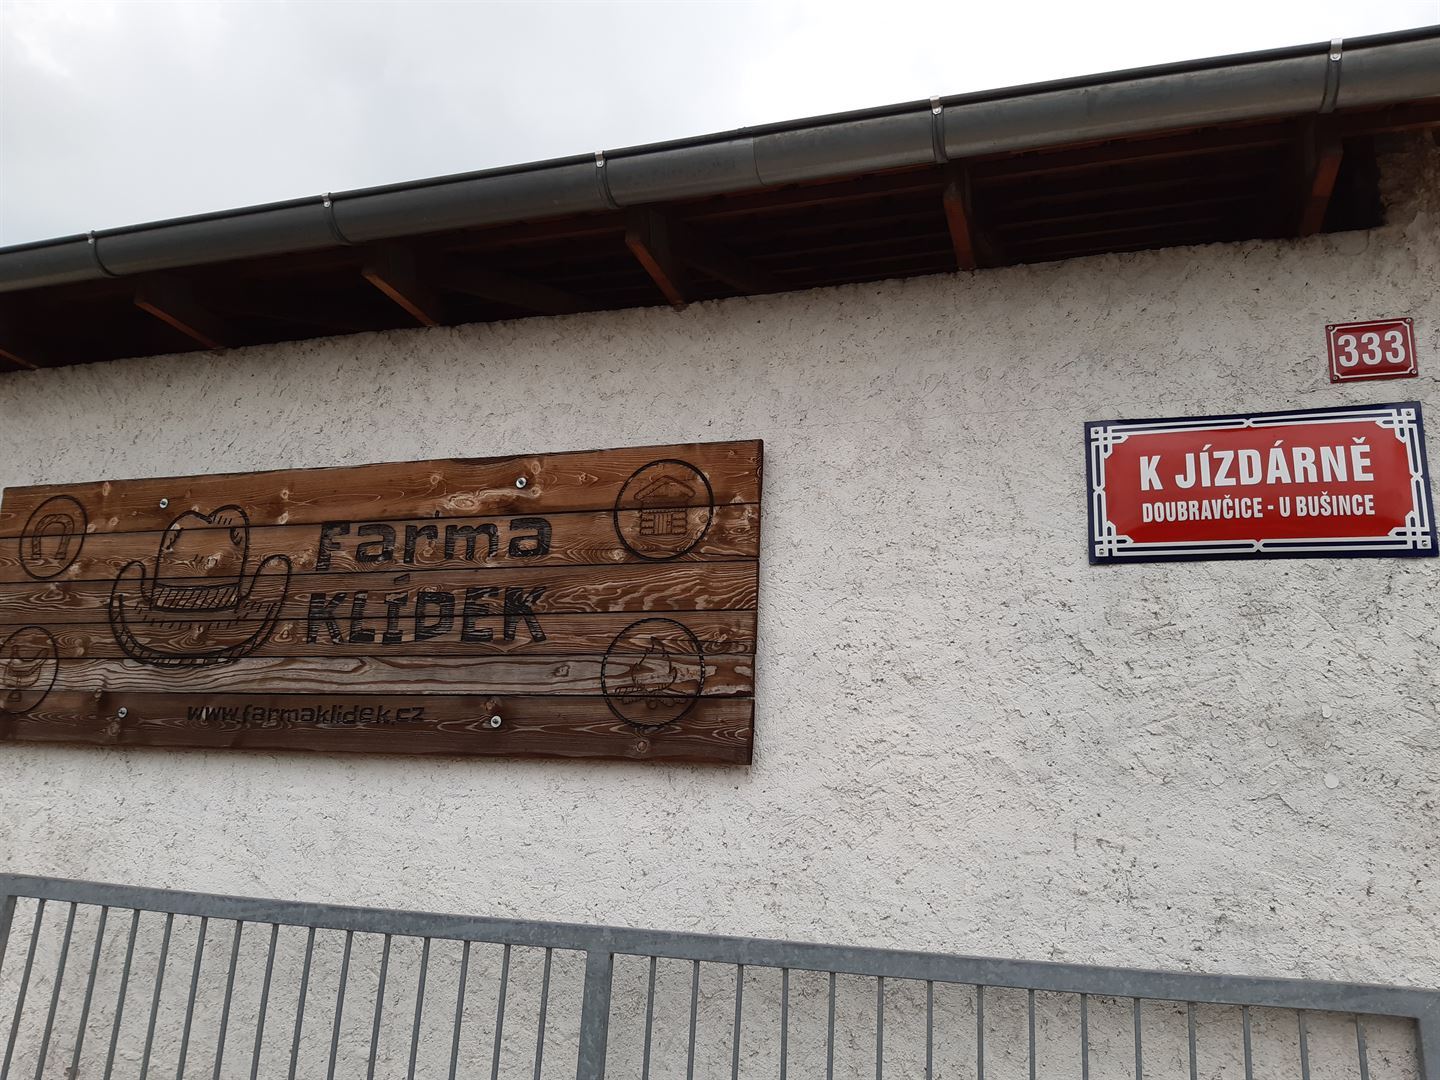 Farma
KLÍDEK
www.farmaklidek.cz
333
K JÍZDÁRNĚ
DOUBRAVČICE - U BUŠINCE